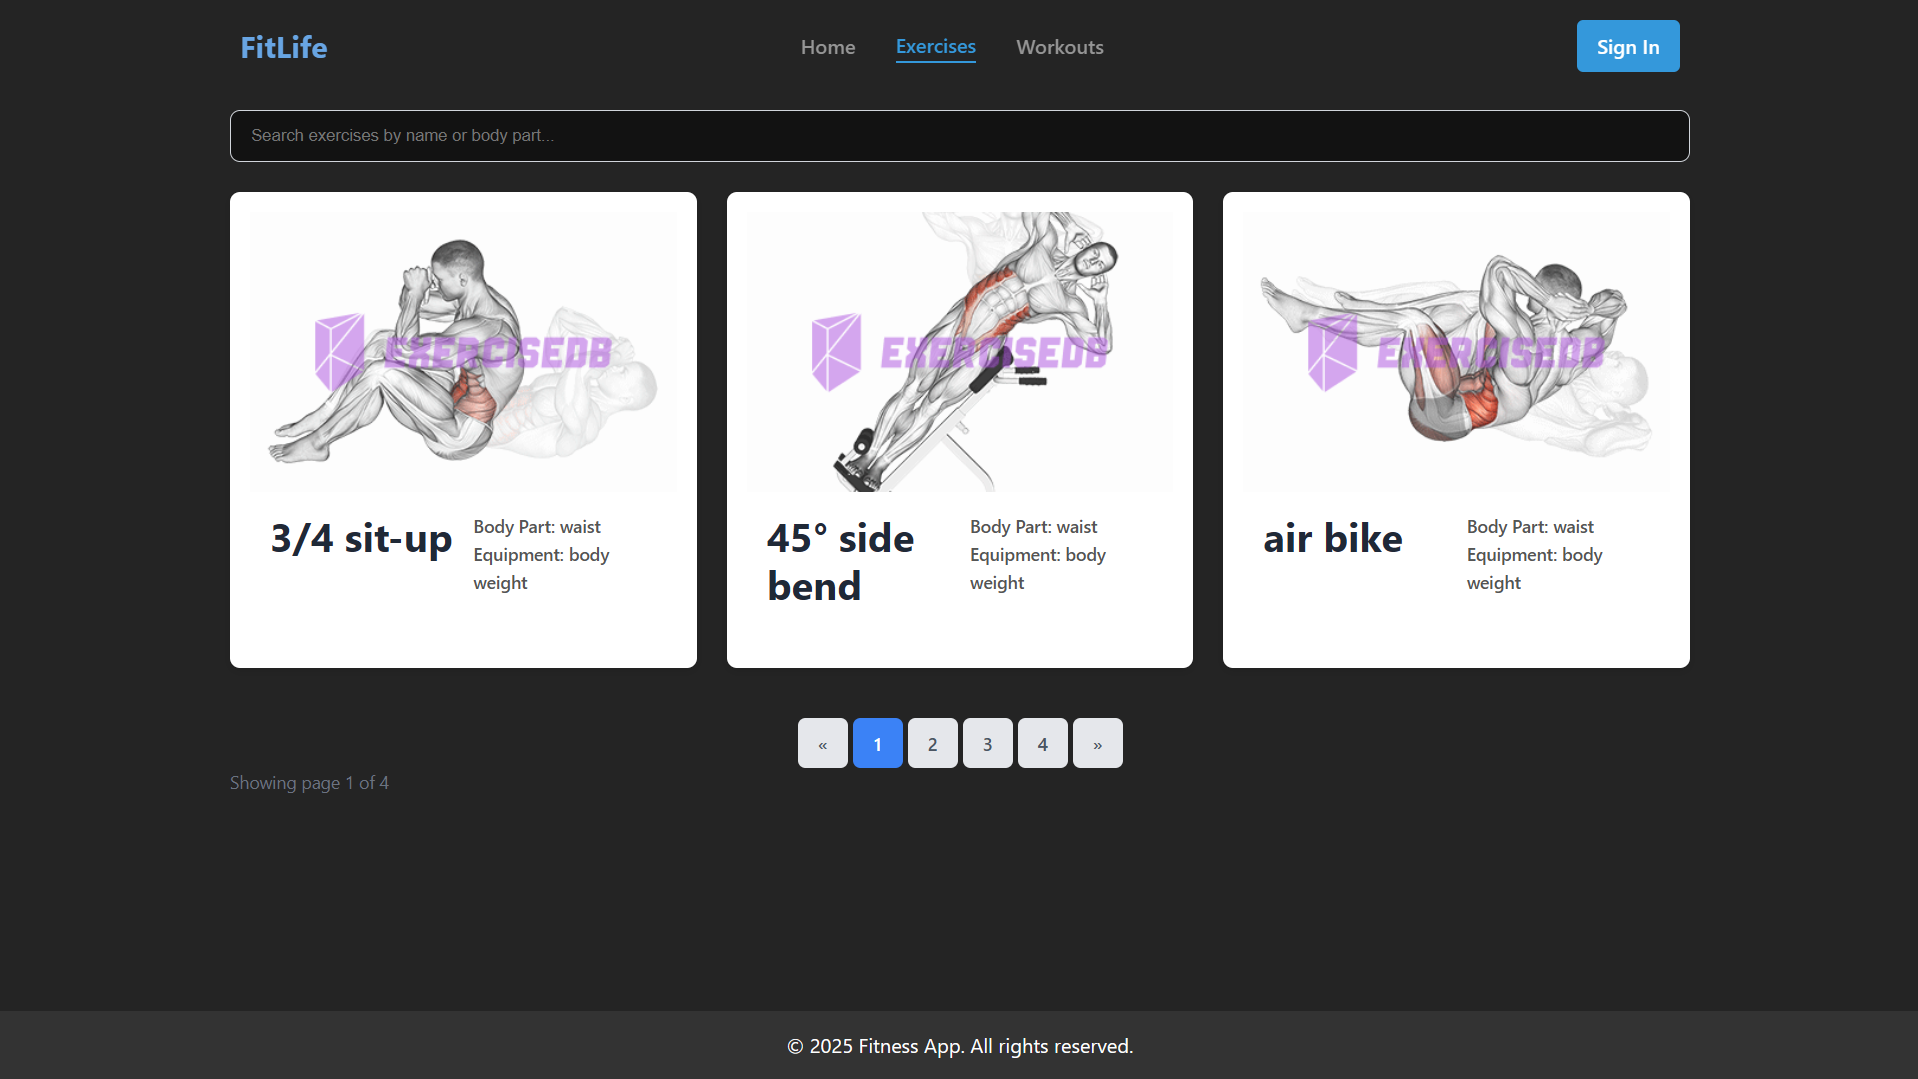 FitLife
Home
Exercises
Workouts
Sign In
Search exercises by name or body part...
EXERCISEDB
EXERCISEDB
EXERCISEDB
3/4 sit-up
Body Part: waist
Equipment: body
weight
45° side
bend
Body Part: waist
Equipment: body
weight
air bike
Body Part: waist
Equipment: body
weight
« 1 2 3 4 »
Showing page 1 of 4
© 2025 Fitness App. All rights reserved.